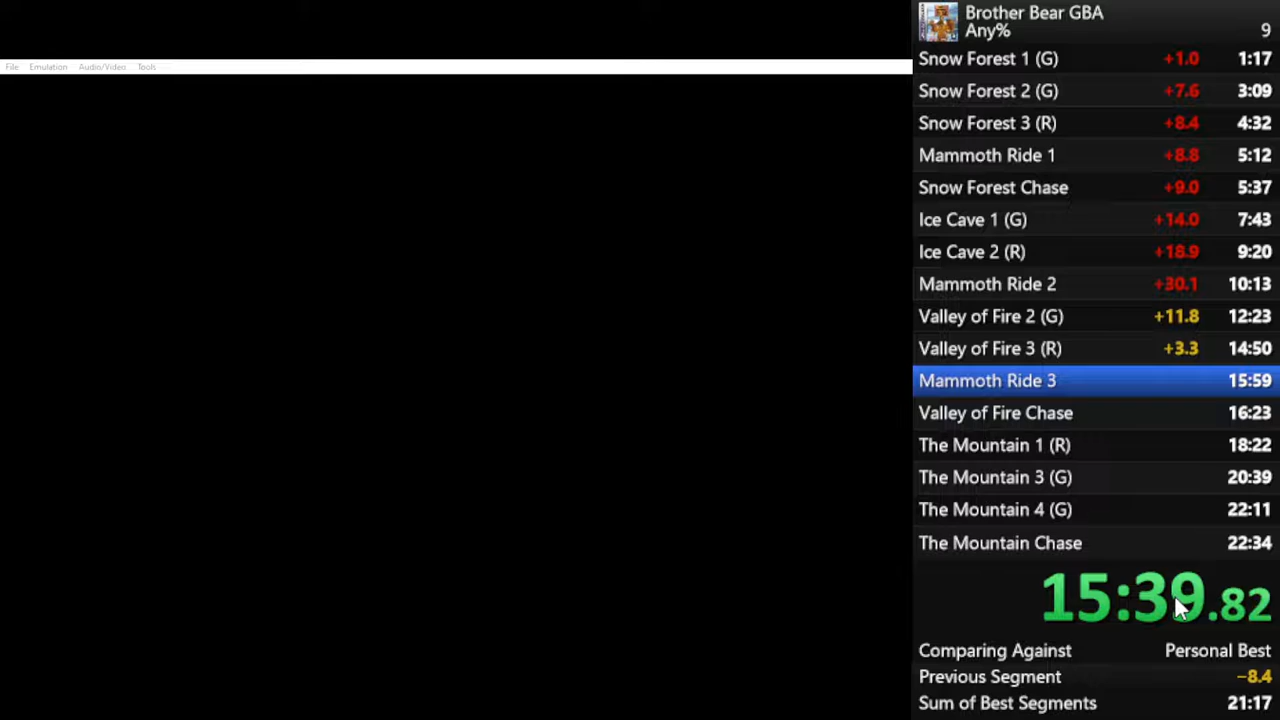 Brother Bear GBA
Any% 9
File Emulation Audio/Video Tools
Snow Forest 1 (G) +1.0 1:17
Snow Forest 2 (G) +7.6 3:09
Snow Forest 3 (R) +8.4 4:32
Mammoth Ride 1 +8.8 5:12
Snow Forest Chase +9.0 5:37
Ice Cave 1 (G) +14.0 7:43
Ice Cave 2 (R) +18.9 9:20
Mammoth Ride 2 +30.1 10:13
Valley of Fire 2 (G) +11.8 12:23
Valley of Fire 3 (R) +3.3 14:50
Mammoth Ride 3 15:59
Valley of Fire Chase 16:23
The Mountain 1 (R) 18:22
The Mountain 3 (G) 20:39
The Mountain 4 (G) 22:11
The Mountain Chase 22:34
15:39.82
Comparing Against Personal Best
Previous Segment −8.4
Sum of Best Segments 21:17